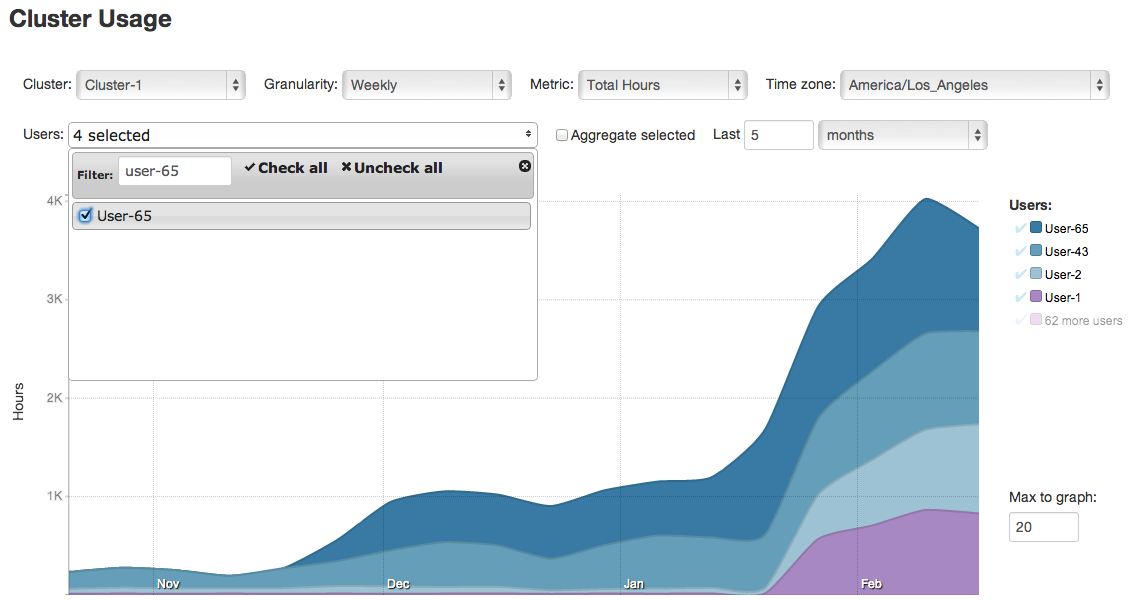 Cluster Usage
Cluster: Cluster-1 Granularity: Weekly Metric: Total Hours Time zone: America/Los_Angeles
Users: 4 selected Aggregate selected Last 5 months
Filter: user-65 Check all Uncheck all
User-65
4K
3K
2K
1K
Hours
Nov Dec Jan Feb
Users:
User-65
User-43
User-2
User-1
62 more users
Max to graph:
20